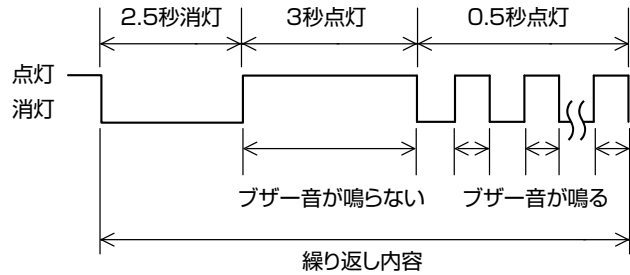 2.5秒消灯 3秒点灯 0.5秒点灯
点灯
消灯
ブザー音が鳴らない ブザー音が鳴る
繰り返し内容